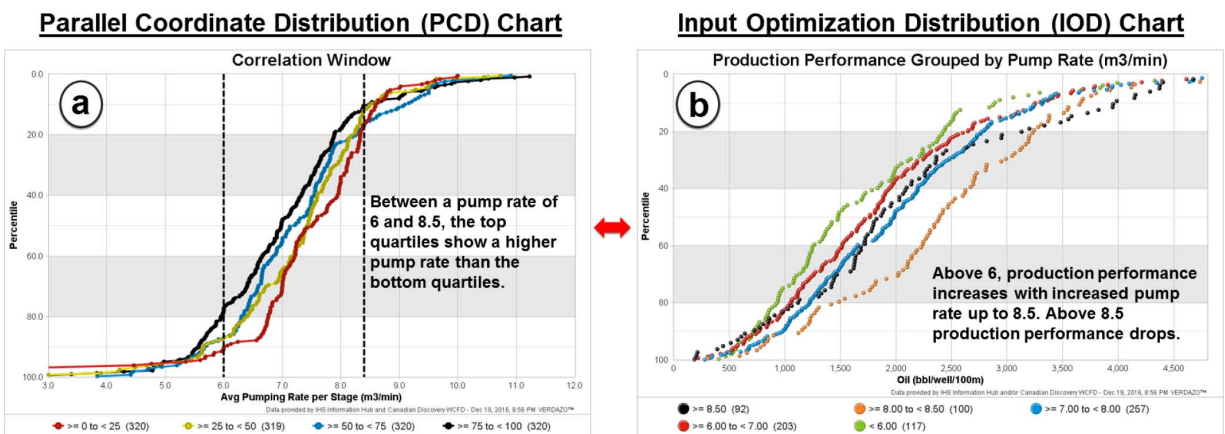 Parallel Coordinate Distribution (PCD) Chart
Correlation Window
a
0.0
20.0
40.0
60.0
80.0
100.0
Percentile
Between a pump rate of
6 and 8.5, the top
quartiles show a higher
pump rate than the
bottom quartiles.
3.0 4.0 5.0 6.0 7.0 8.0 9.0 10.0 11.0 12.0
Avg Pumping Rate per Stage (m3/min)
Data provided by IHS Information Hub and Canadian Discovery WCFD - Dec 19, 2016, 8:56 PM VERDAZO™
>= 0 to < 25 (320) >= 25 to < 50 (319) >= 50 to < 75 (320) >= 75 to < 100 (320)
Input Optimization Distribution (IOD) Chart
Production Performance Grouped by Pump Rate (m3/min)
b
0
20
40
60
80
100
Percentile
Above 6, production performance
increases with increased pump
rate up to 8.5. Above 8.5
production performance drops.
500 1,000 1,500 2,000 2,500 3,000 3,500 4,000 4,500
Oil (bbl/well/100m)
Data provided by IHS Information Hub and/or Canadian Discovery WCFD - Dec 19, 2016, 8:56 PM VERDAZO™
>= 8.50 (92) >= 8.00 to < 8.50 (100) >= 7.00 to < 8.00 (257)
>= 6.00 to < 7.00 (203) < 6.00 (117)